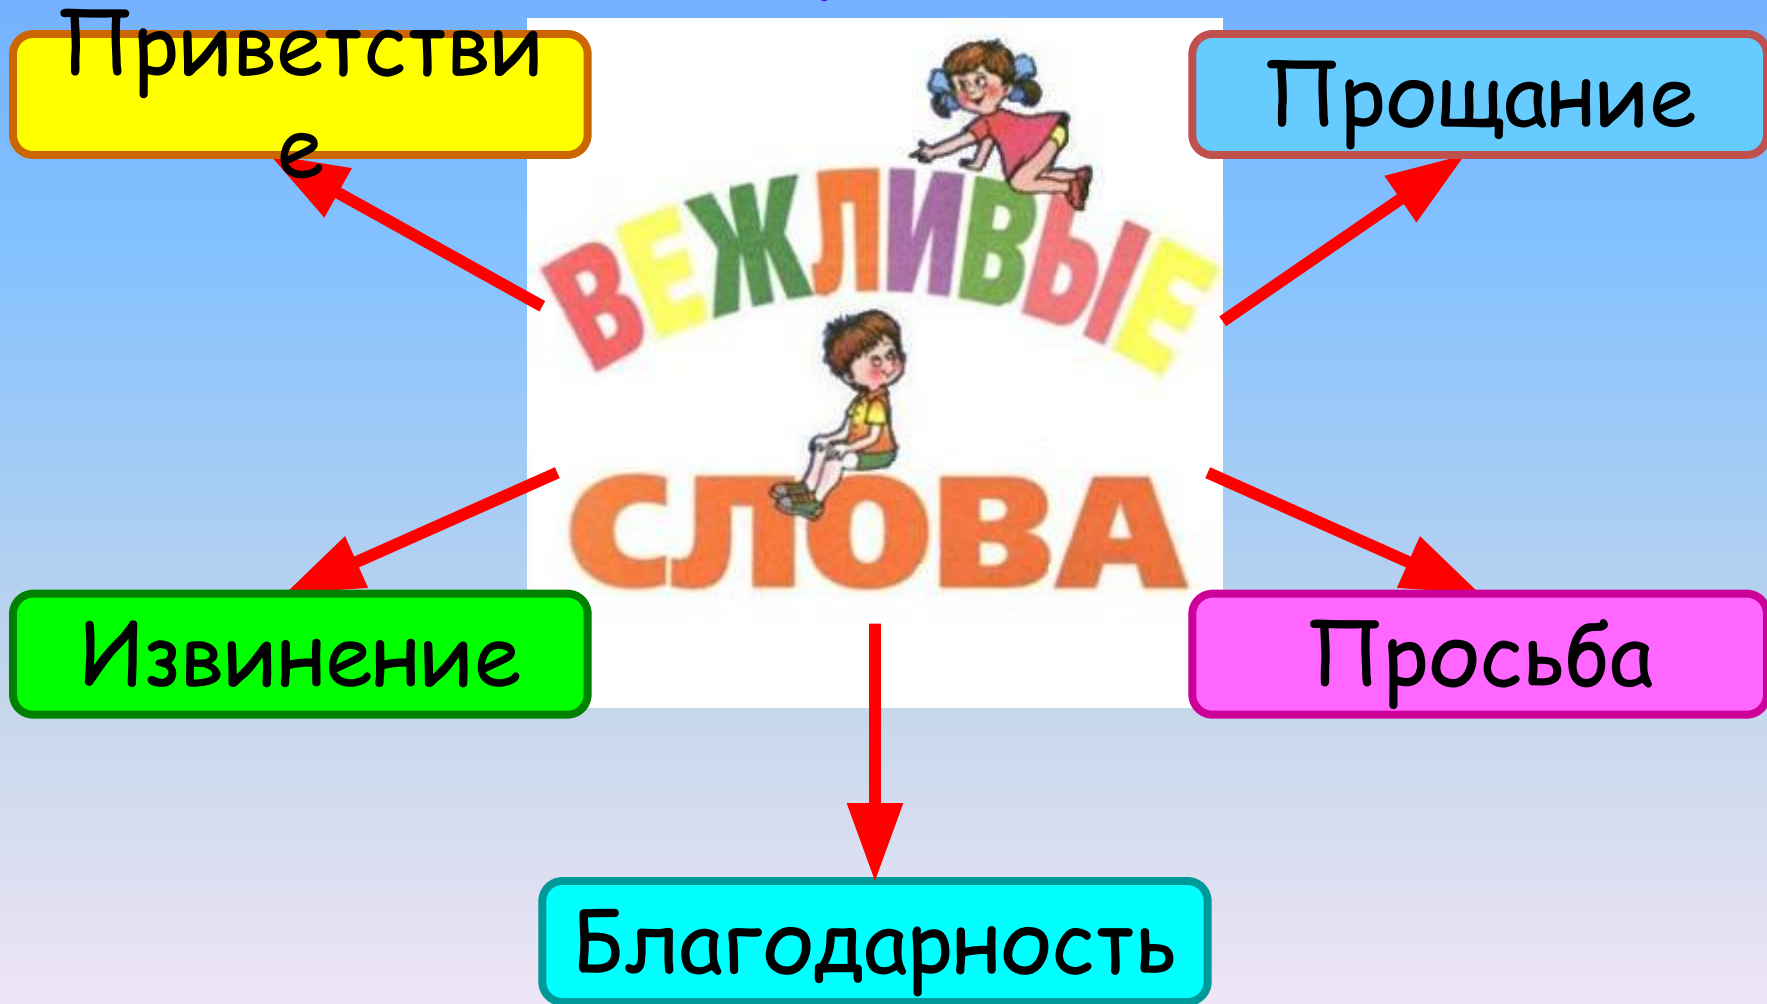 Приветстви
е
Прощание
ВЕЖЛИВЫЕ
СЛОВА
Извинение
Просьба
Благодарность